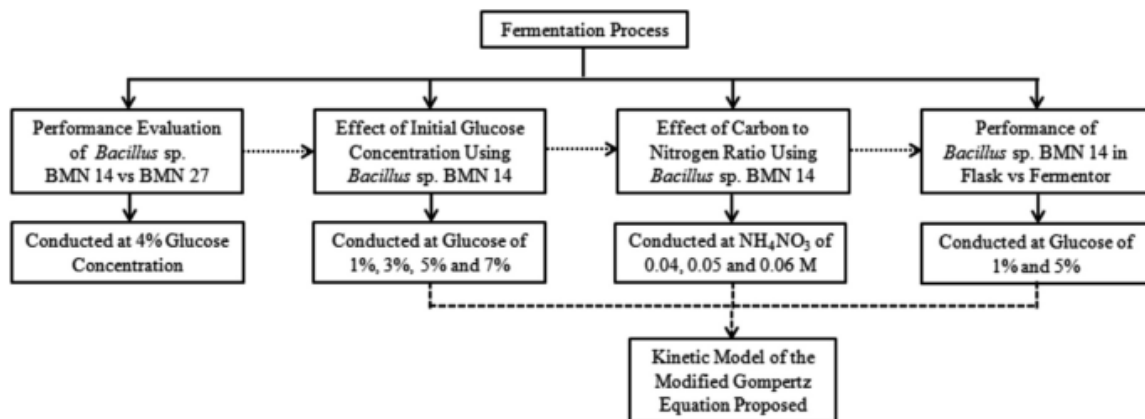 Fermentation Process
Performance Evaluation
of Bacillus sp.
BMN 14 vs BMN 27
Effect of Initial Glucose
Concentration Using
Bacillus sp. BMN 14
Effect of Carbon to
Nitrogen Ratio Using
Bacillus sp. BMN 14
Performance of
Bacillus sp. BMN 14 in
Flask vs Fermentor
Conducted at 4% Glucose
Concentration
Conducted at Glucose of
1%, 3%, 5% and 7%
Conducted at NH₄NO₃ of
0.04, 0.05 and 0.06 M
Conducted at Glucose of
1% and 5%
Kinetic Model of the
Modified Gompertz
Equation Proposed